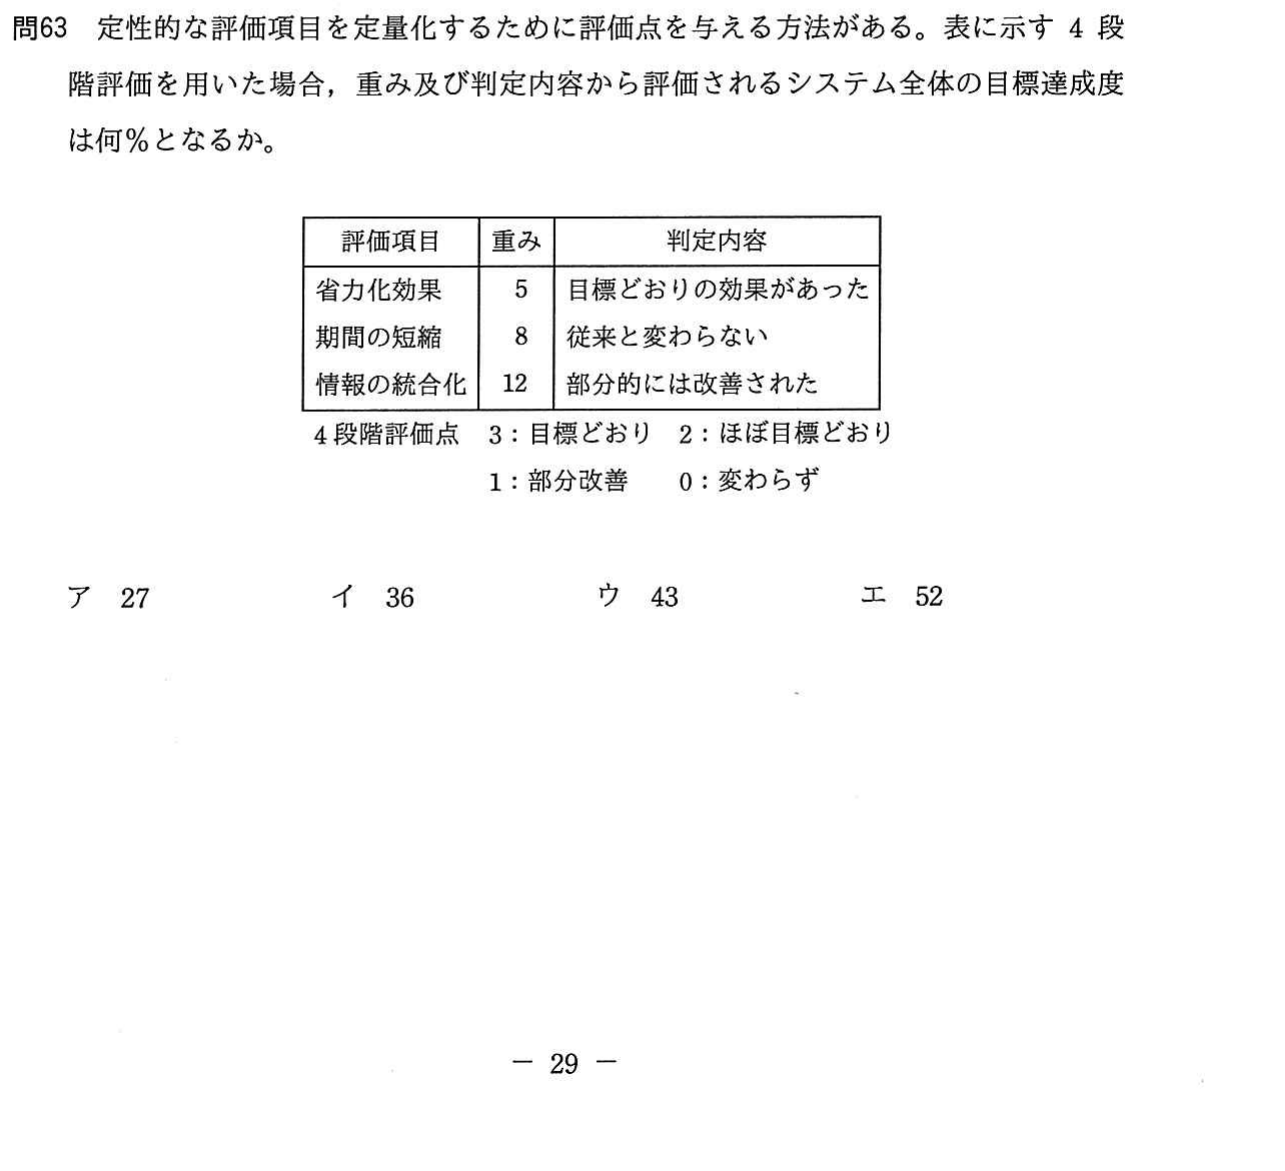 問63　定性的な評価項目を定量化するために評価点を与える方法がある。表に示す 4 段
階評価を用いた場合，重み及び判定内容から評価されるシステム全体の目標達成度
は何％となるか。
評価項目 重み 判定内容
省力化効果 5 目標どおりの効果があった
期間の短縮 8 従来と変わらない
情報の統合化 12 部分的には改善された
4段階評価点　3：目標どおり　2：ほぼ目標どおり
1：部分改善　　0：変わらず
ア　27　イ　36　ウ　43　エ　52
－ 29 －